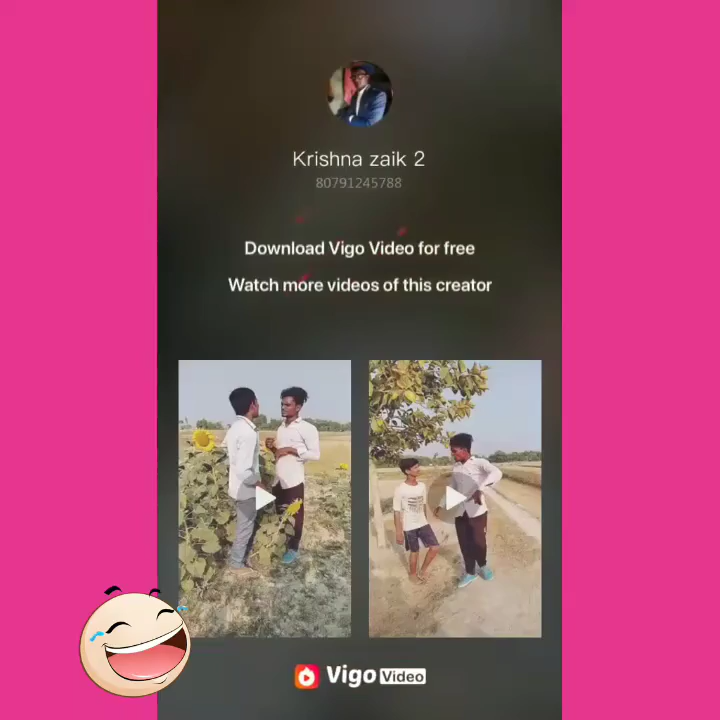 Krishna zaik 2
80791245788
Download Vigo Video for free
Watch more videos of this creator
Vigo Video